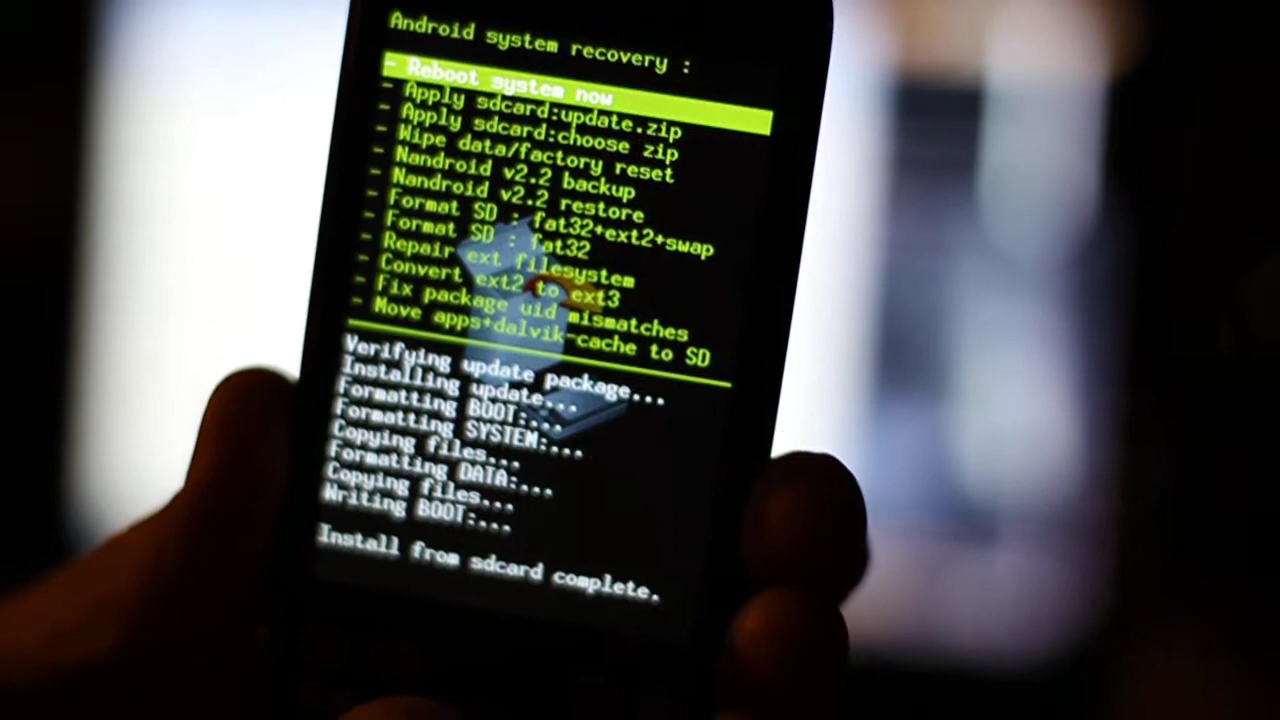 Android system recovery :
- Reboot system now
- Apply sdcard:update.zip
- Apply sdcard:choose zip
- Wipe data/factory reset
- Nandroid v2.2 backup
- Nandroid v2.2 restore
- Format SD : fat32+ext2+swap
- Format SD : fat32
- Repair ext filesystem
- Convert ext2 to ext3
- Fix package uid mismatches
- Move apps+dalvik-cache to SD
Verifying update package...
Installing update...
Formatting BOOT:...
Formatting SYSTEM:...
Copying files...
Formatting DATA:...
Copying files...
Writing BOOT:...
Install from sdcard complete.